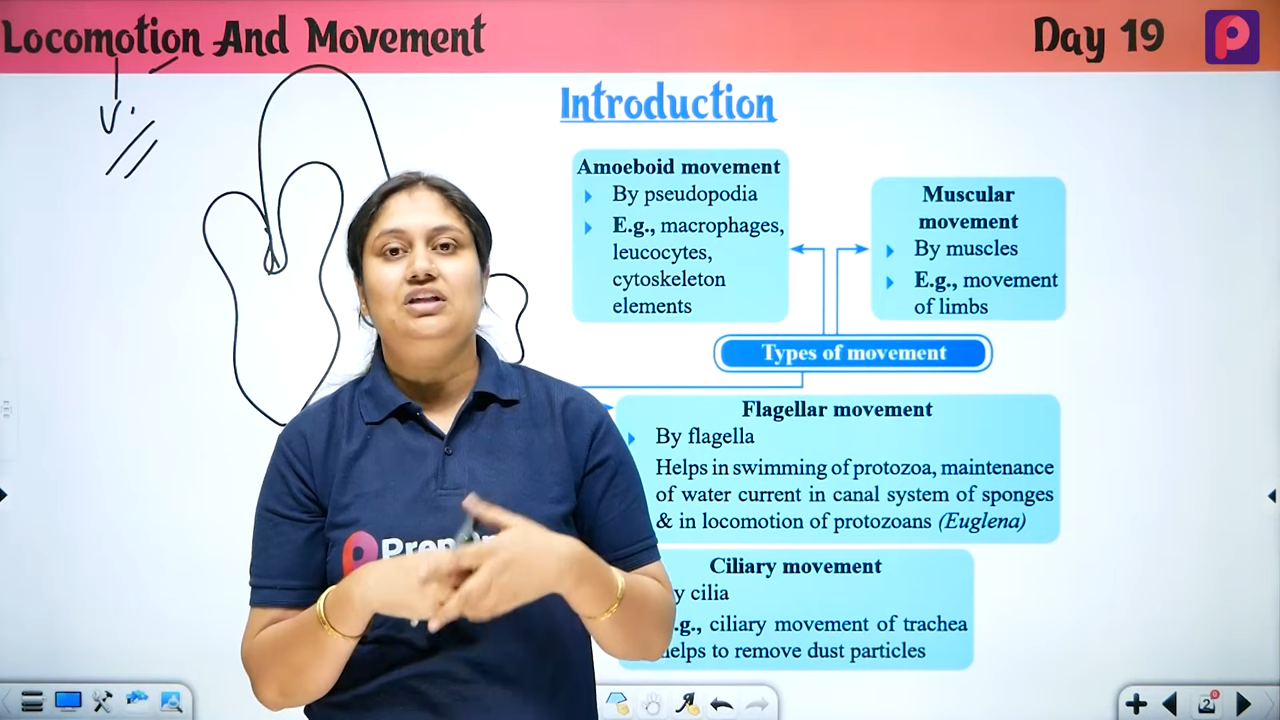 Locomotion And Movement
Day 19
V.
Introduction
Amoeboid movement
By pseudopodia
E.g., macrophages,
leucocytes,
cytoskeleton
elements
Muscular
movement
By muscles
E.g., movement
of limbs
Types of movement
Flagellar movement
By flagella
Helps in swimming of protozoa, maintenance
of water current in canal system of sponges
& in locomotion of protozoans (Euglena)
Ciliary movement
y cilia
.g., ciliary movement of trachea
helps to remove dust particles
2